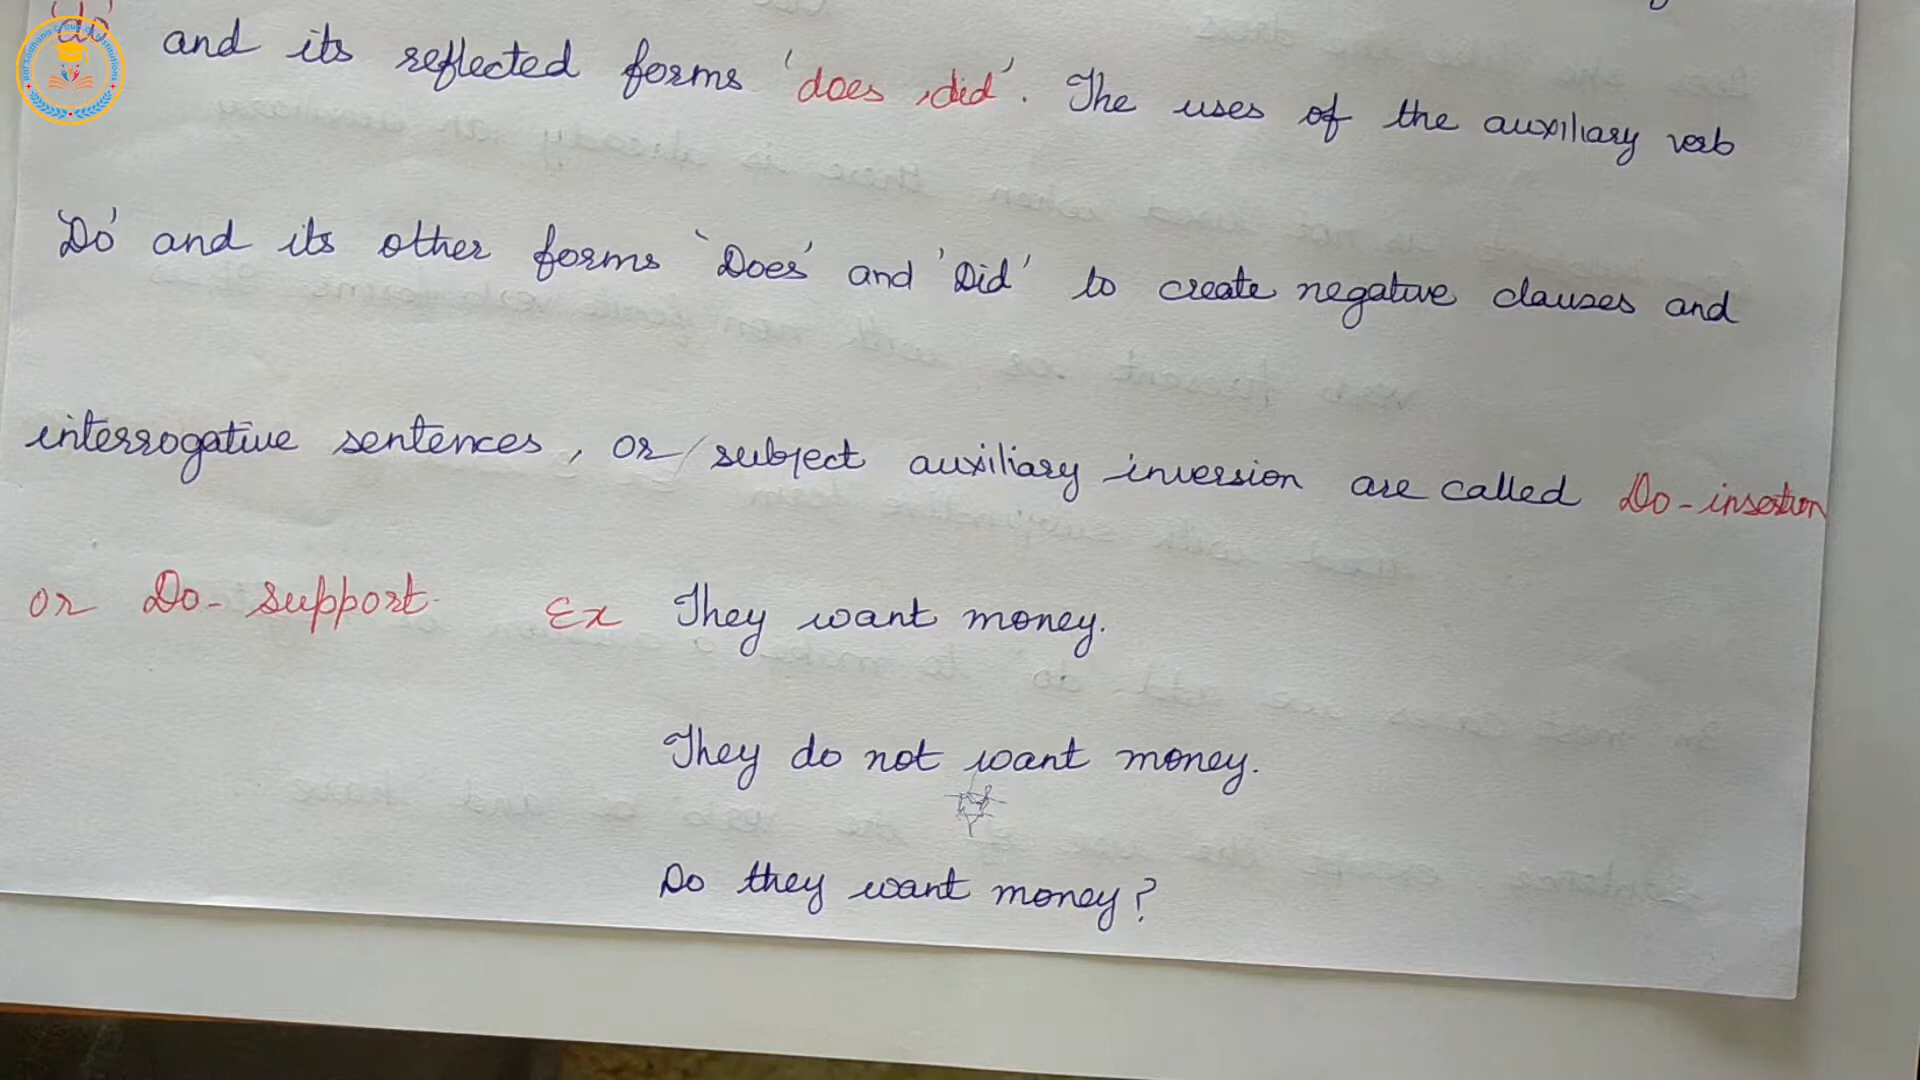 'do' and its reflected forms 'does, did'. The uses of the auxiliary verb
'Do' and its other forms 'Does' and 'Did' to create negative clauses and
interrogative sentences, or subject auxiliary inversion are called Do-insertion
or Do-support. Ex They want money.
They do not want money.
Do they want money?